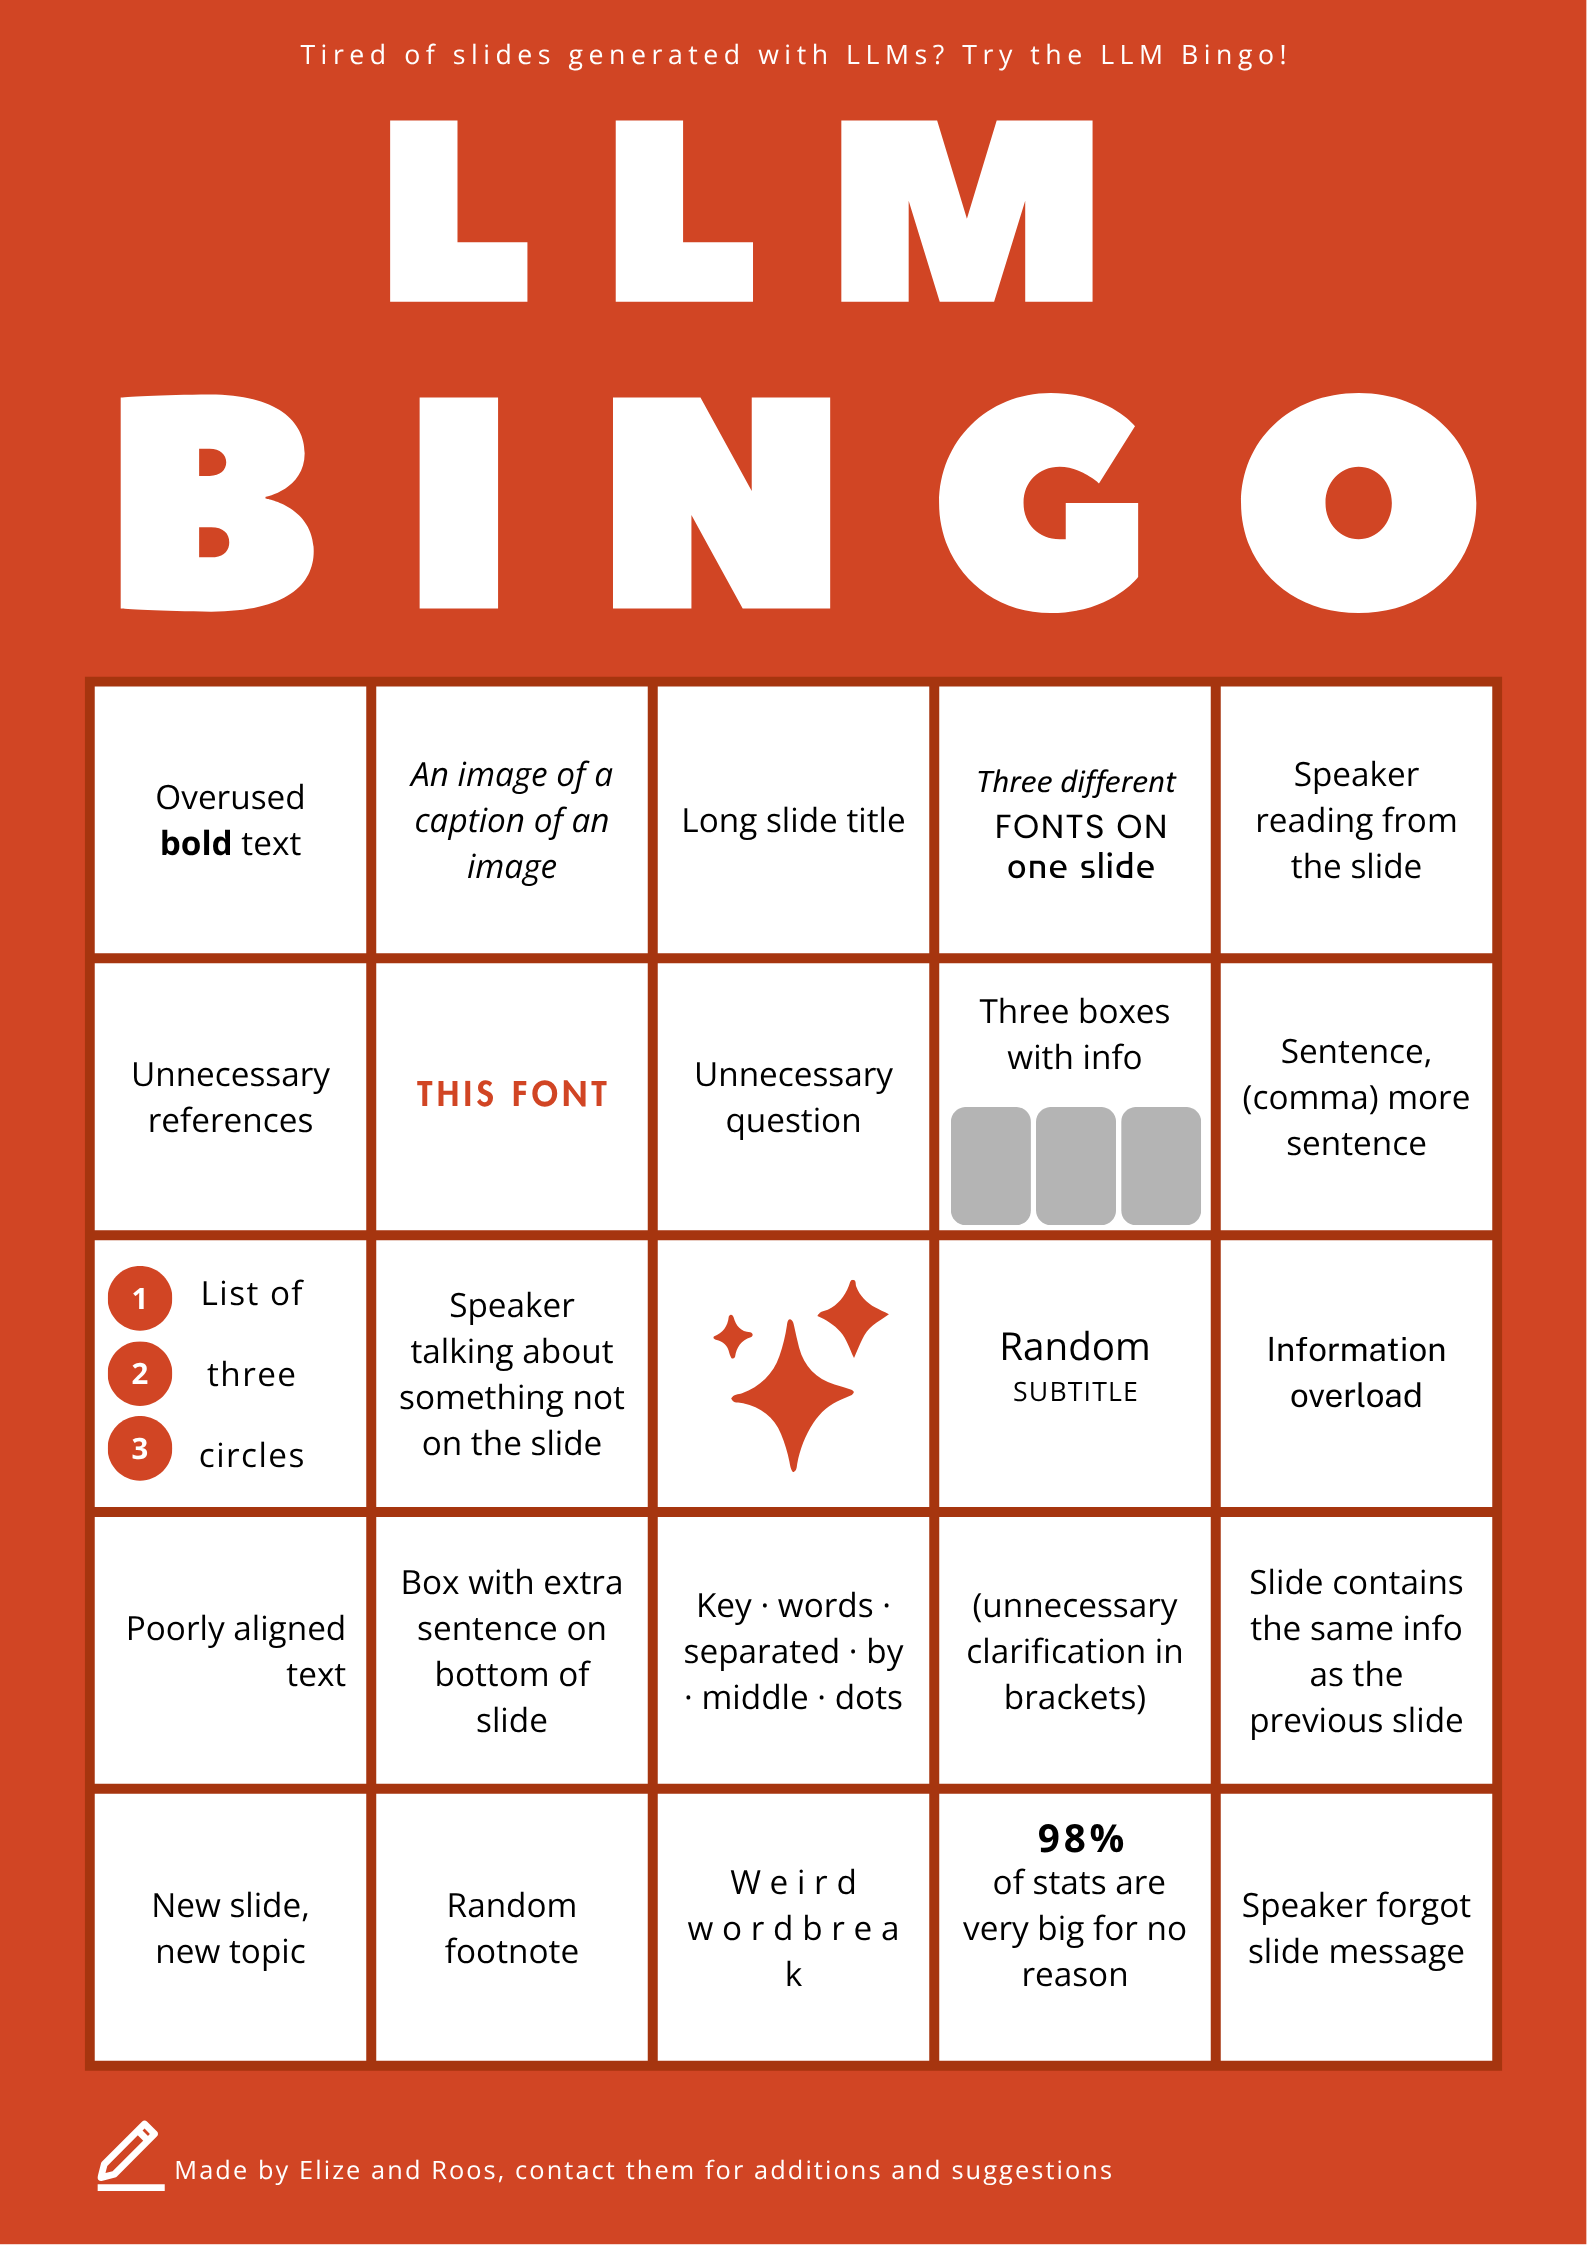 Tired of slides generated with LLMs? Try the LLM Bingo!
LLM
BINGO
Overused
bold text
An image of a
caption of an
image
Long slide title
Three different
FONTS ON
one slide
Speaker
reading from
the slide
Unnecessary
references
THIS FONT
Unnecessary
question
Three boxes
with info
Sentence,
(comma) more
sentence
1 List of
2 three
3 circles
Speaker
talking about
something not
on the slide
Random
SUBTITLE
Information
overload
Poorly aligned
text
Box with extra
sentence on
bottom of
slide
Key · words ·
separated · by
· middle · dots
(unnecessary
clarification in
brackets)
Slide contains
the same info
as the
previous slide
New slide,
new topic
Random
footnote
Weird
wordbrea
k
98%
of stats are
very big for no
reason
Speaker forgot
slide message
Made by Elize and Roos, contact them for additions and suggestions